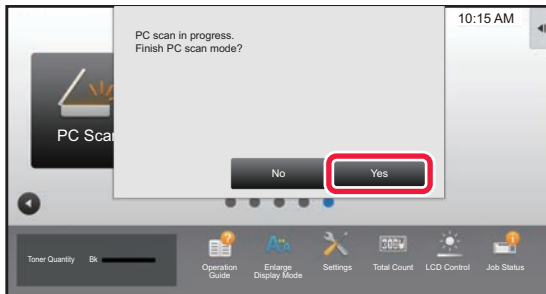 10:15 AM
PC scan in progress.
Finish PC scan mode?
PC Sca
No
Yes
Toner Quantity
Bk
Operation
Guide
Enlarge
Display Mode
Settings
Total Count
LCD Control
Job Status